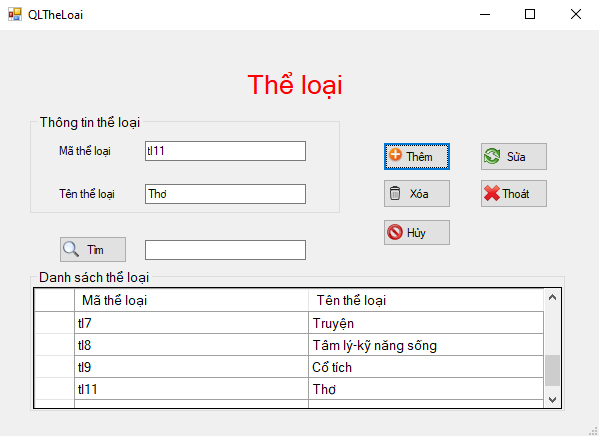 QLTheLoai
Thể loại
Thông tin thể loại
Mã thể loại tl11
Tên thể loại Thơ
Thêm Sửa
Xóa Thoát
Hủy
Tìm
Danh sách thể loại
Mã thể loại Tên thể loại
tl7 Truyện
tl8 Tâm lý-kỹ năng sống
tl9 Cổ tích
tl11 Thơ